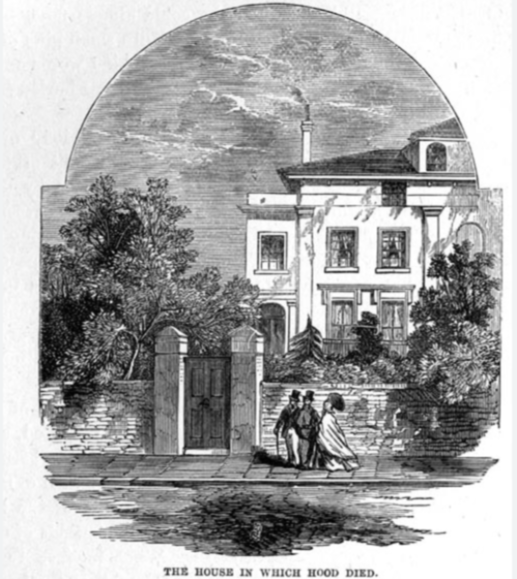 THE HOUSE IN WHICH HOOD DIED.